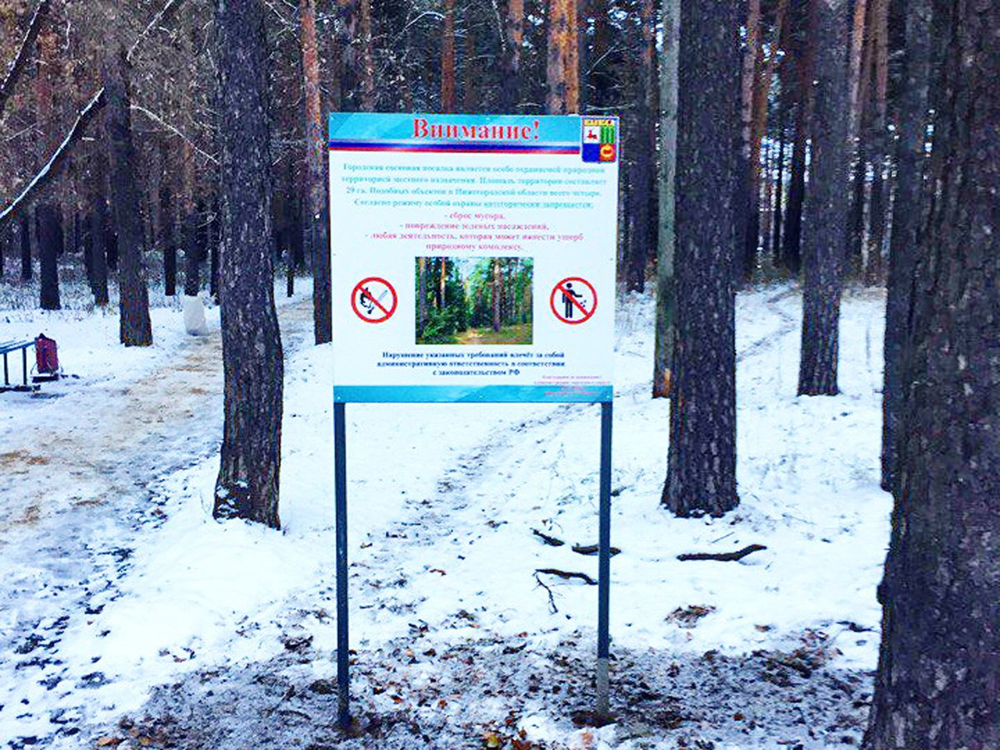 Внимание!
ВЫКСА
Городская сосновая посадка является особо охраняемой природной
территорией местного назначения. Площадь территории составляет
29 га. Подобных объектов в Нижегородской области всего четыре.
Согласно режиму особой охраны категорически запрещается:
- сброс мусора,
- повреждение зеленых насаждений,
- любая деятельность, которая может нанести ущерб
природному комплексу.
Нарушение указанных требований влечёт за собой
административную ответственность в соответствии
с законодательством РФ